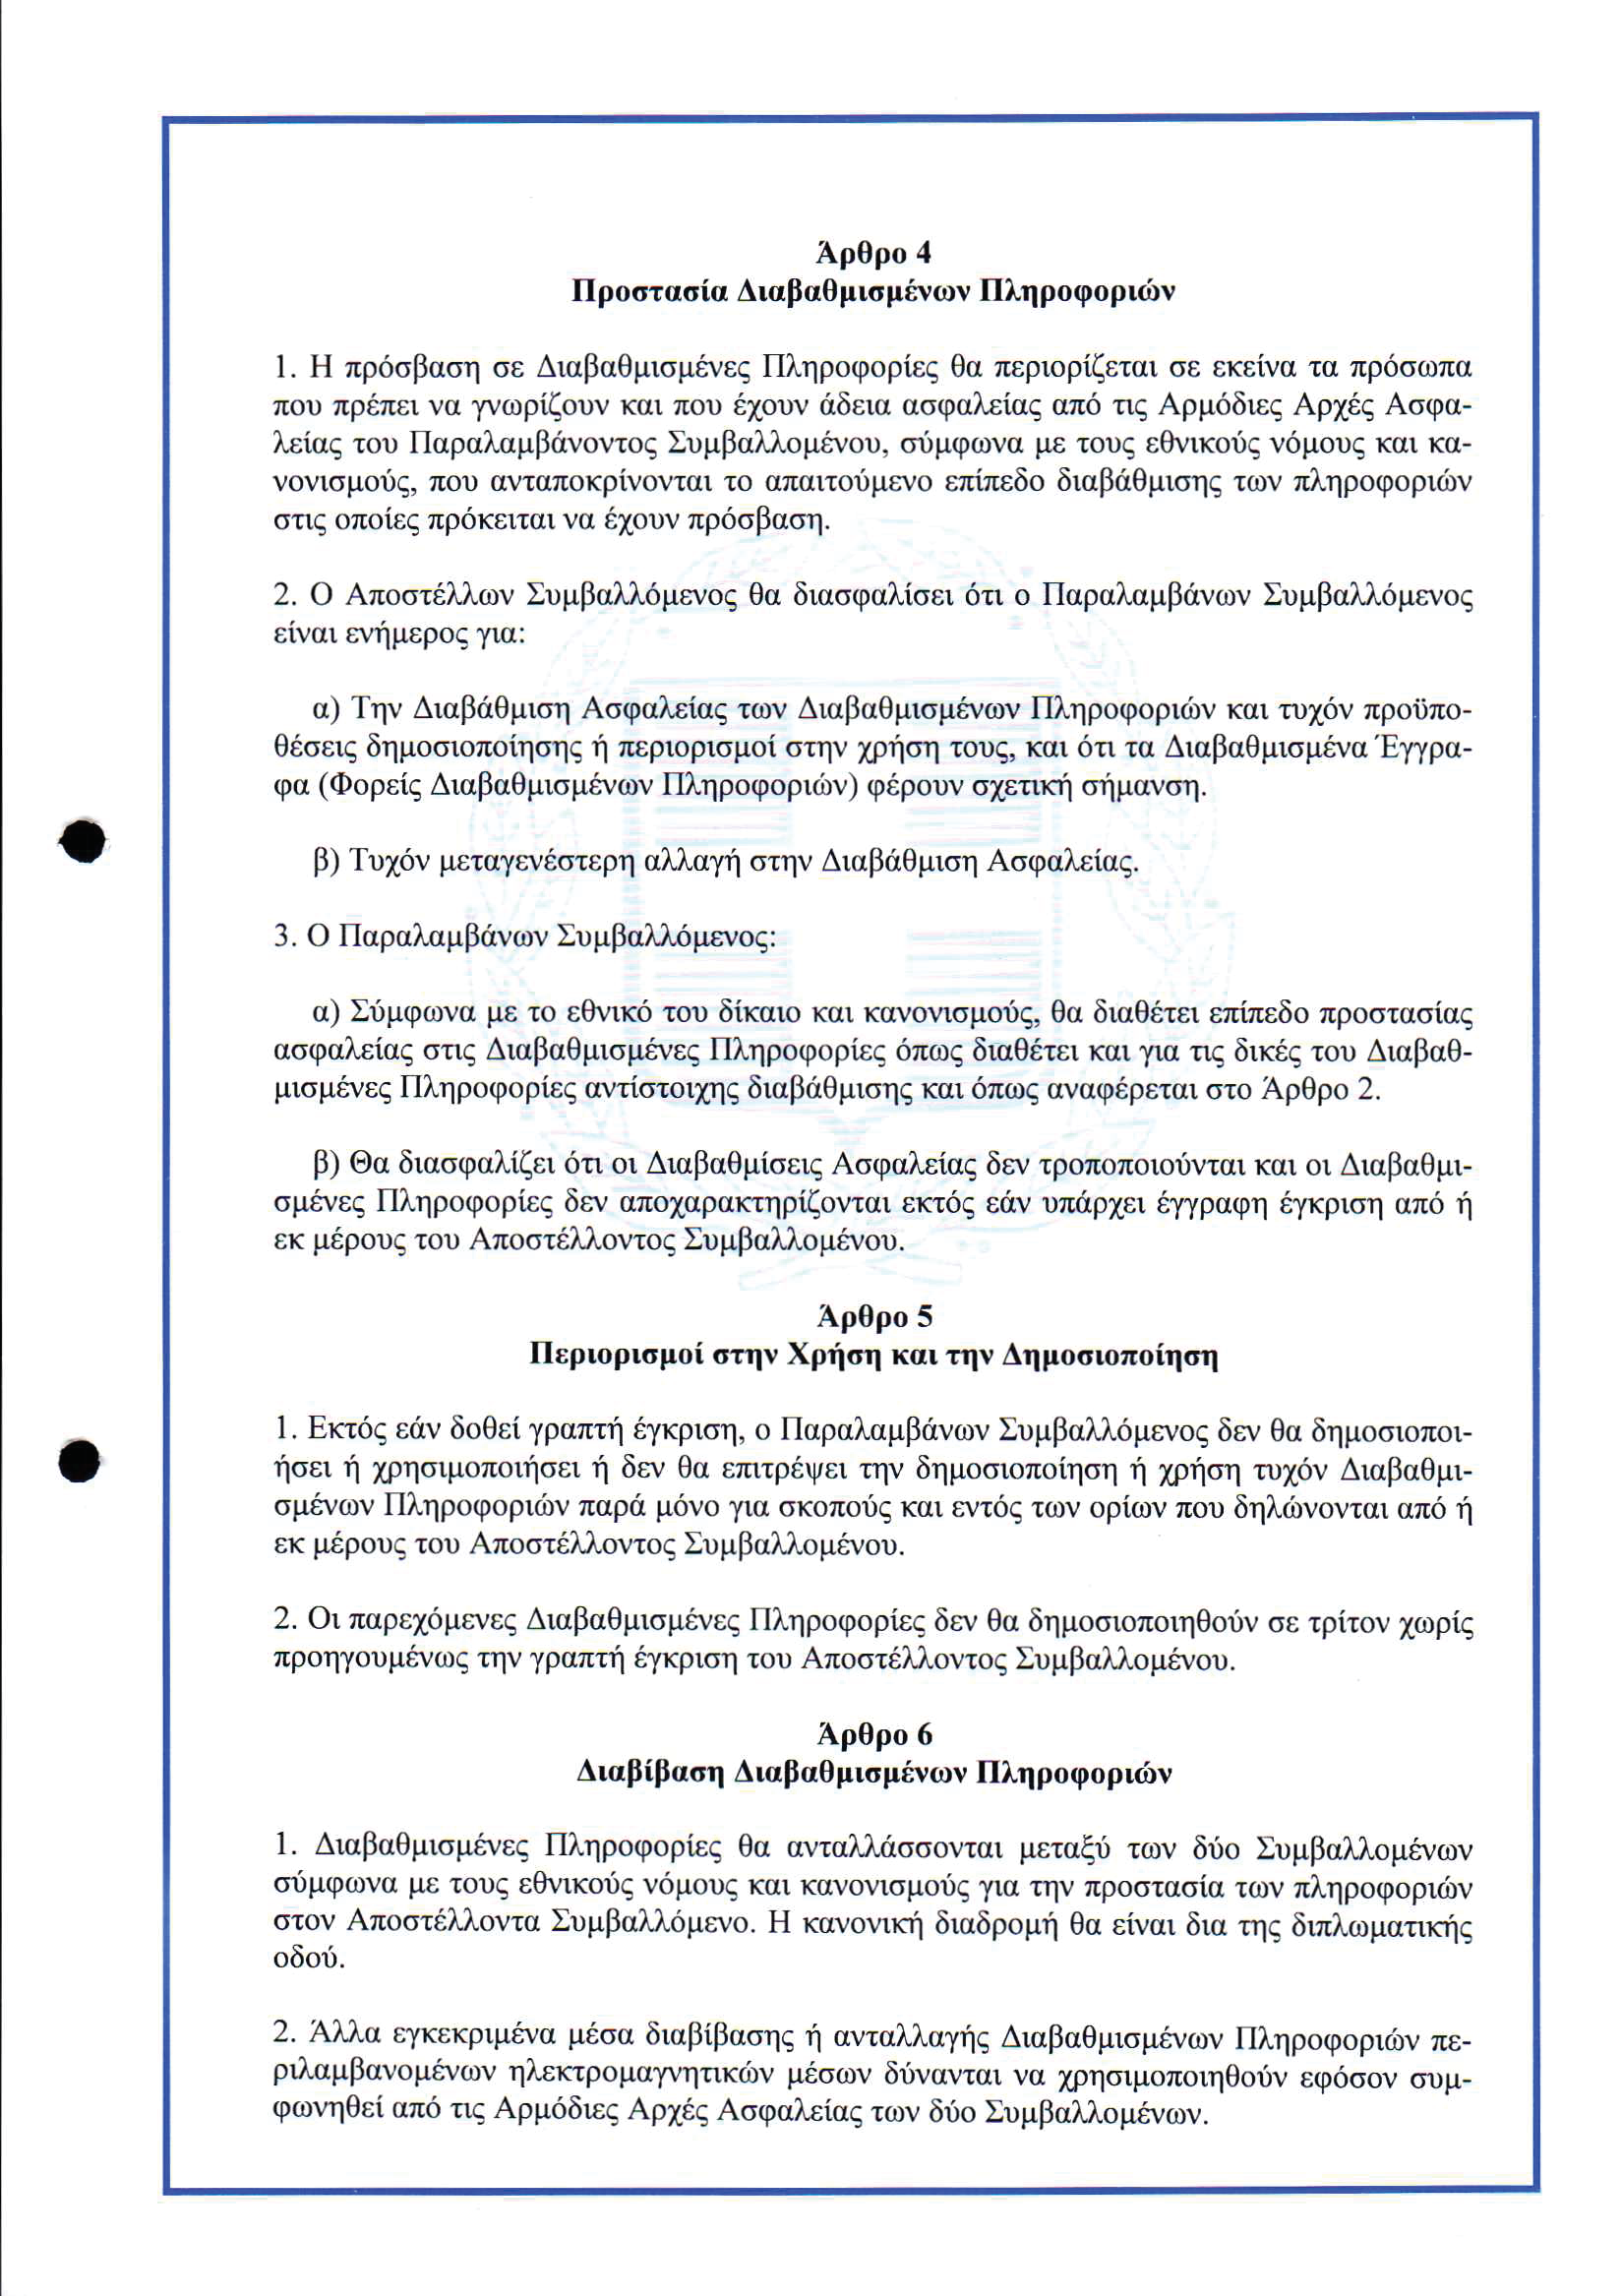 Άρθρο 4
Προστασία Διαβαθμισμένων Πληροφοριών
1. Η πρόσβαση σε Διαβαθμισμένες Πληροφορίες θα περιορίζεται σε εκείνα τα πρόσωπα
που πρέπει να γνωρίζουν και που έχουν άδεια ασφαλείας από τις Αρμόδιες Αρχές Ασφα-
λείας του Παραλαμβάνοντος Συμβαλλομένου, σύμφωνα με τους εθνικούς νόμους και κα-
νονισμούς, που ανταποκρίνονται το απαιτούμενο επίπεδο διαβάθμισης των πληροφοριών
στις οποίες πρόκειται να έχουν πρόσβαση.
2. Ο Αποστέλλων Συμβαλλόμενος θα διασφαλίσει ότι ο Παραλαμβάνων Συμβαλλόμενος
είναι ενήμερος για:
α) Την Διαβάθμιση Ασφαλείας των Διαβαθμισμένων Πληροφοριών και τυχόν προϋπο-
θέσεις δημοσιοποίησης ή περιορισμοί στην χρήση τους, και ότι τα Διαβαθμισμένα Έγγρα-
φα (Φορείς Διαβαθμισμένων Πληροφοριών) φέρουν σχετική σήμανση.
β) Τυχόν μεταγενέστερη αλλαγή στην Διαβάθμιση Ασφαλείας.
3. Ο Παραλαμβάνων Συμβαλλόμενος:
α) Σύμφωνα με το εθνικό του δίκαιο και κανονισμούς, θα διαθέτει επίπεδο προστασίας
ασφαλείας στις Διαβαθμισμένες Πληροφορίες όπως διαθέτει και για τις δικές του Διαβαθ-
μισμένες Πληροφορίες αντίστοιχης διαβάθμισης και όπως αναφέρεται στο Άρθρο 2.
β) Θα διασφαλίζει ότι οι Διαβαθμίσεις Ασφαλείας δεν τροποποιούνται και οι Διαβαθμι-
σμένες Πληροφορίες δεν αποχαρακτηρίζονται εκτός εάν υπάρχει έγγραφη έγκριση από ή
εκ μέρους του Αποστέλλοντος Συμβαλλομένου.
Άρθρο 5
Περιορισμοί στην Χρήση και την Δημοσιοποίηση
1. Εκτός εάν δοθεί γραπτή έγκριση, ο Παραλαμβάνων Συμβαλλόμενος δεν θα δημοσιοποι-
ήσει ή χρησιμοποιήσει ή δεν θα επιτρέψει την δημοσιοποίηση ή χρήση τυχόν Διαβαθμι-
σμένων Πληροφοριών παρά μόνο για σκοπούς και εντός των ορίων που δηλώνονται από ή
εκ μέρους του Αποστέλλοντος Συμβαλλομένου.
2. Οι παρεχόμενες Διαβαθμισμένες Πληροφορίες δεν θα δημοσιοποιηθούν σε τρίτον χωρίς
προηγουμένως την γραπτή έγκριση του Αποστέλλοντος Συμβαλλομένου.
Άρθρο 6
Διαβίβαση Διαβαθμισμένων Πληροφοριών
1. Διαβαθμισμένες Πληροφορίες θα ανταλλάσσονται μεταξύ των δύο Συμβαλλομένων
σύμφωνα με τους εθνικούς νόμους και κανονισμούς για την προστασία των πληροφοριών
στον Αποστέλλοντα Συμβαλλόμενο. Η κανονική διαδρομή θα είναι δια της διπλωματικής
οδού.
2. Άλλα εγκεκριμένα μέσα διαβίβασης ή ανταλλαγής Διαβαθμισμένων Πληροφοριών πε-
ριλαμβανομένων ηλεκτρομαγνητικών μέσων δύνανται να χρησιμοποιηθούν εφόσον συμ-
φωνηθεί από τις Αρμόδιες Αρχές Ασφαλείας των δύο Συμβαλλομένων.